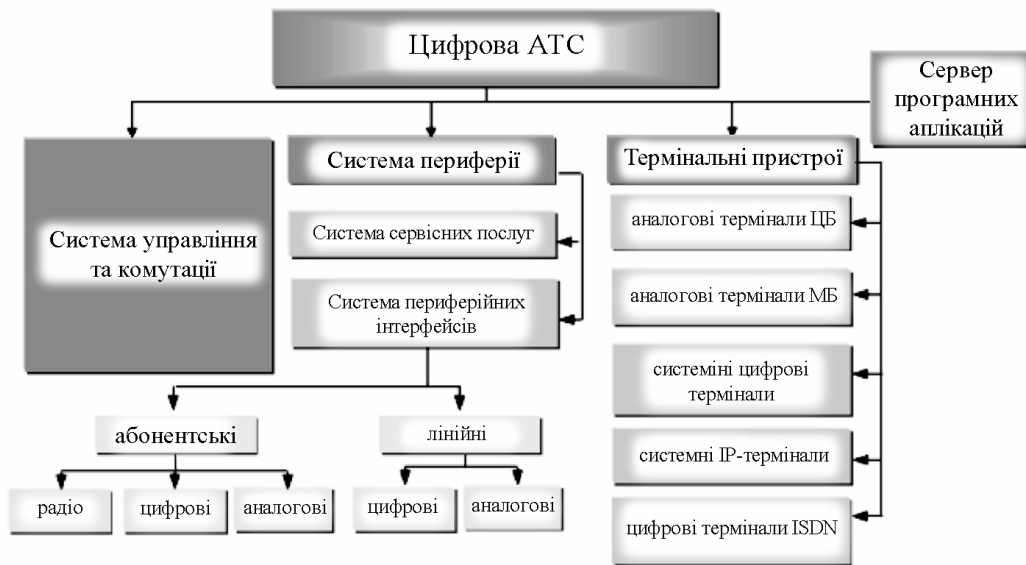 Цифрова АТС
Сервер
програмних
аплікацій
Система управління
та комутації
Система периферії
Система сервісних послуг
Система периферійних
інтерфейсів
абонентські
лінійні
радіо
цифрові
аналогові
цифрові
аналогові
Термінальні пристрої
аналогові термінали ЦБ
аналогові термінали МБ
системіні цифрові
термінали
системні IP-термінали
цифрові термінали ISDN